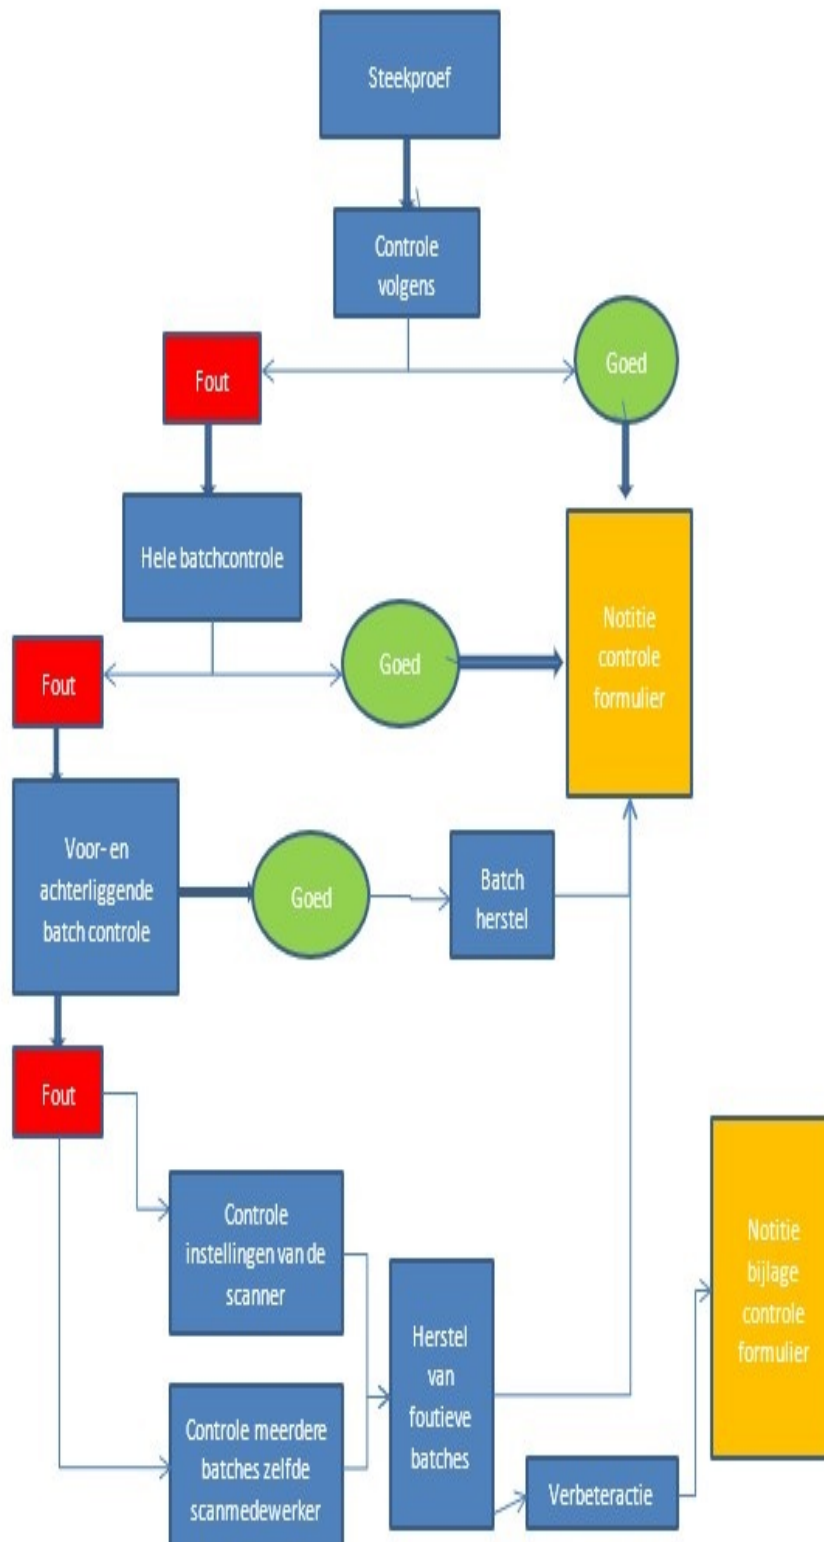 Steekproef
Controle
volgens
Fout
Goed
Hele batchcontrole
Notitie
controle
formulier
Fout
Goed
Voor- en
achterliggende
batch controle
Goed
Batch
herstel
Fout
Controle
instellingen van de
scanner
Notitie
bijlage
controle
formulier
Herstel
van
foutieve
batches
Controle meerdere
batches zelfde
scanmedewerker
Verbeteractie